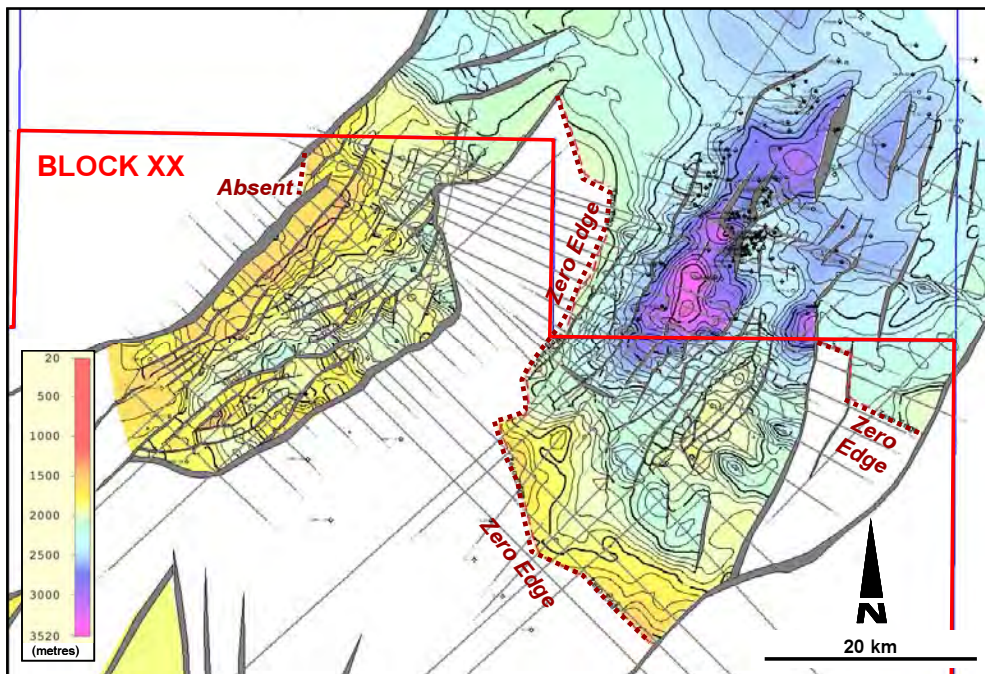 BLOCK XX
Absent
Zero Edge
Zero
Edge
Zero Edge
20
500
1000
1500
2000
2500
3000
3520
(metres)
N
20 km